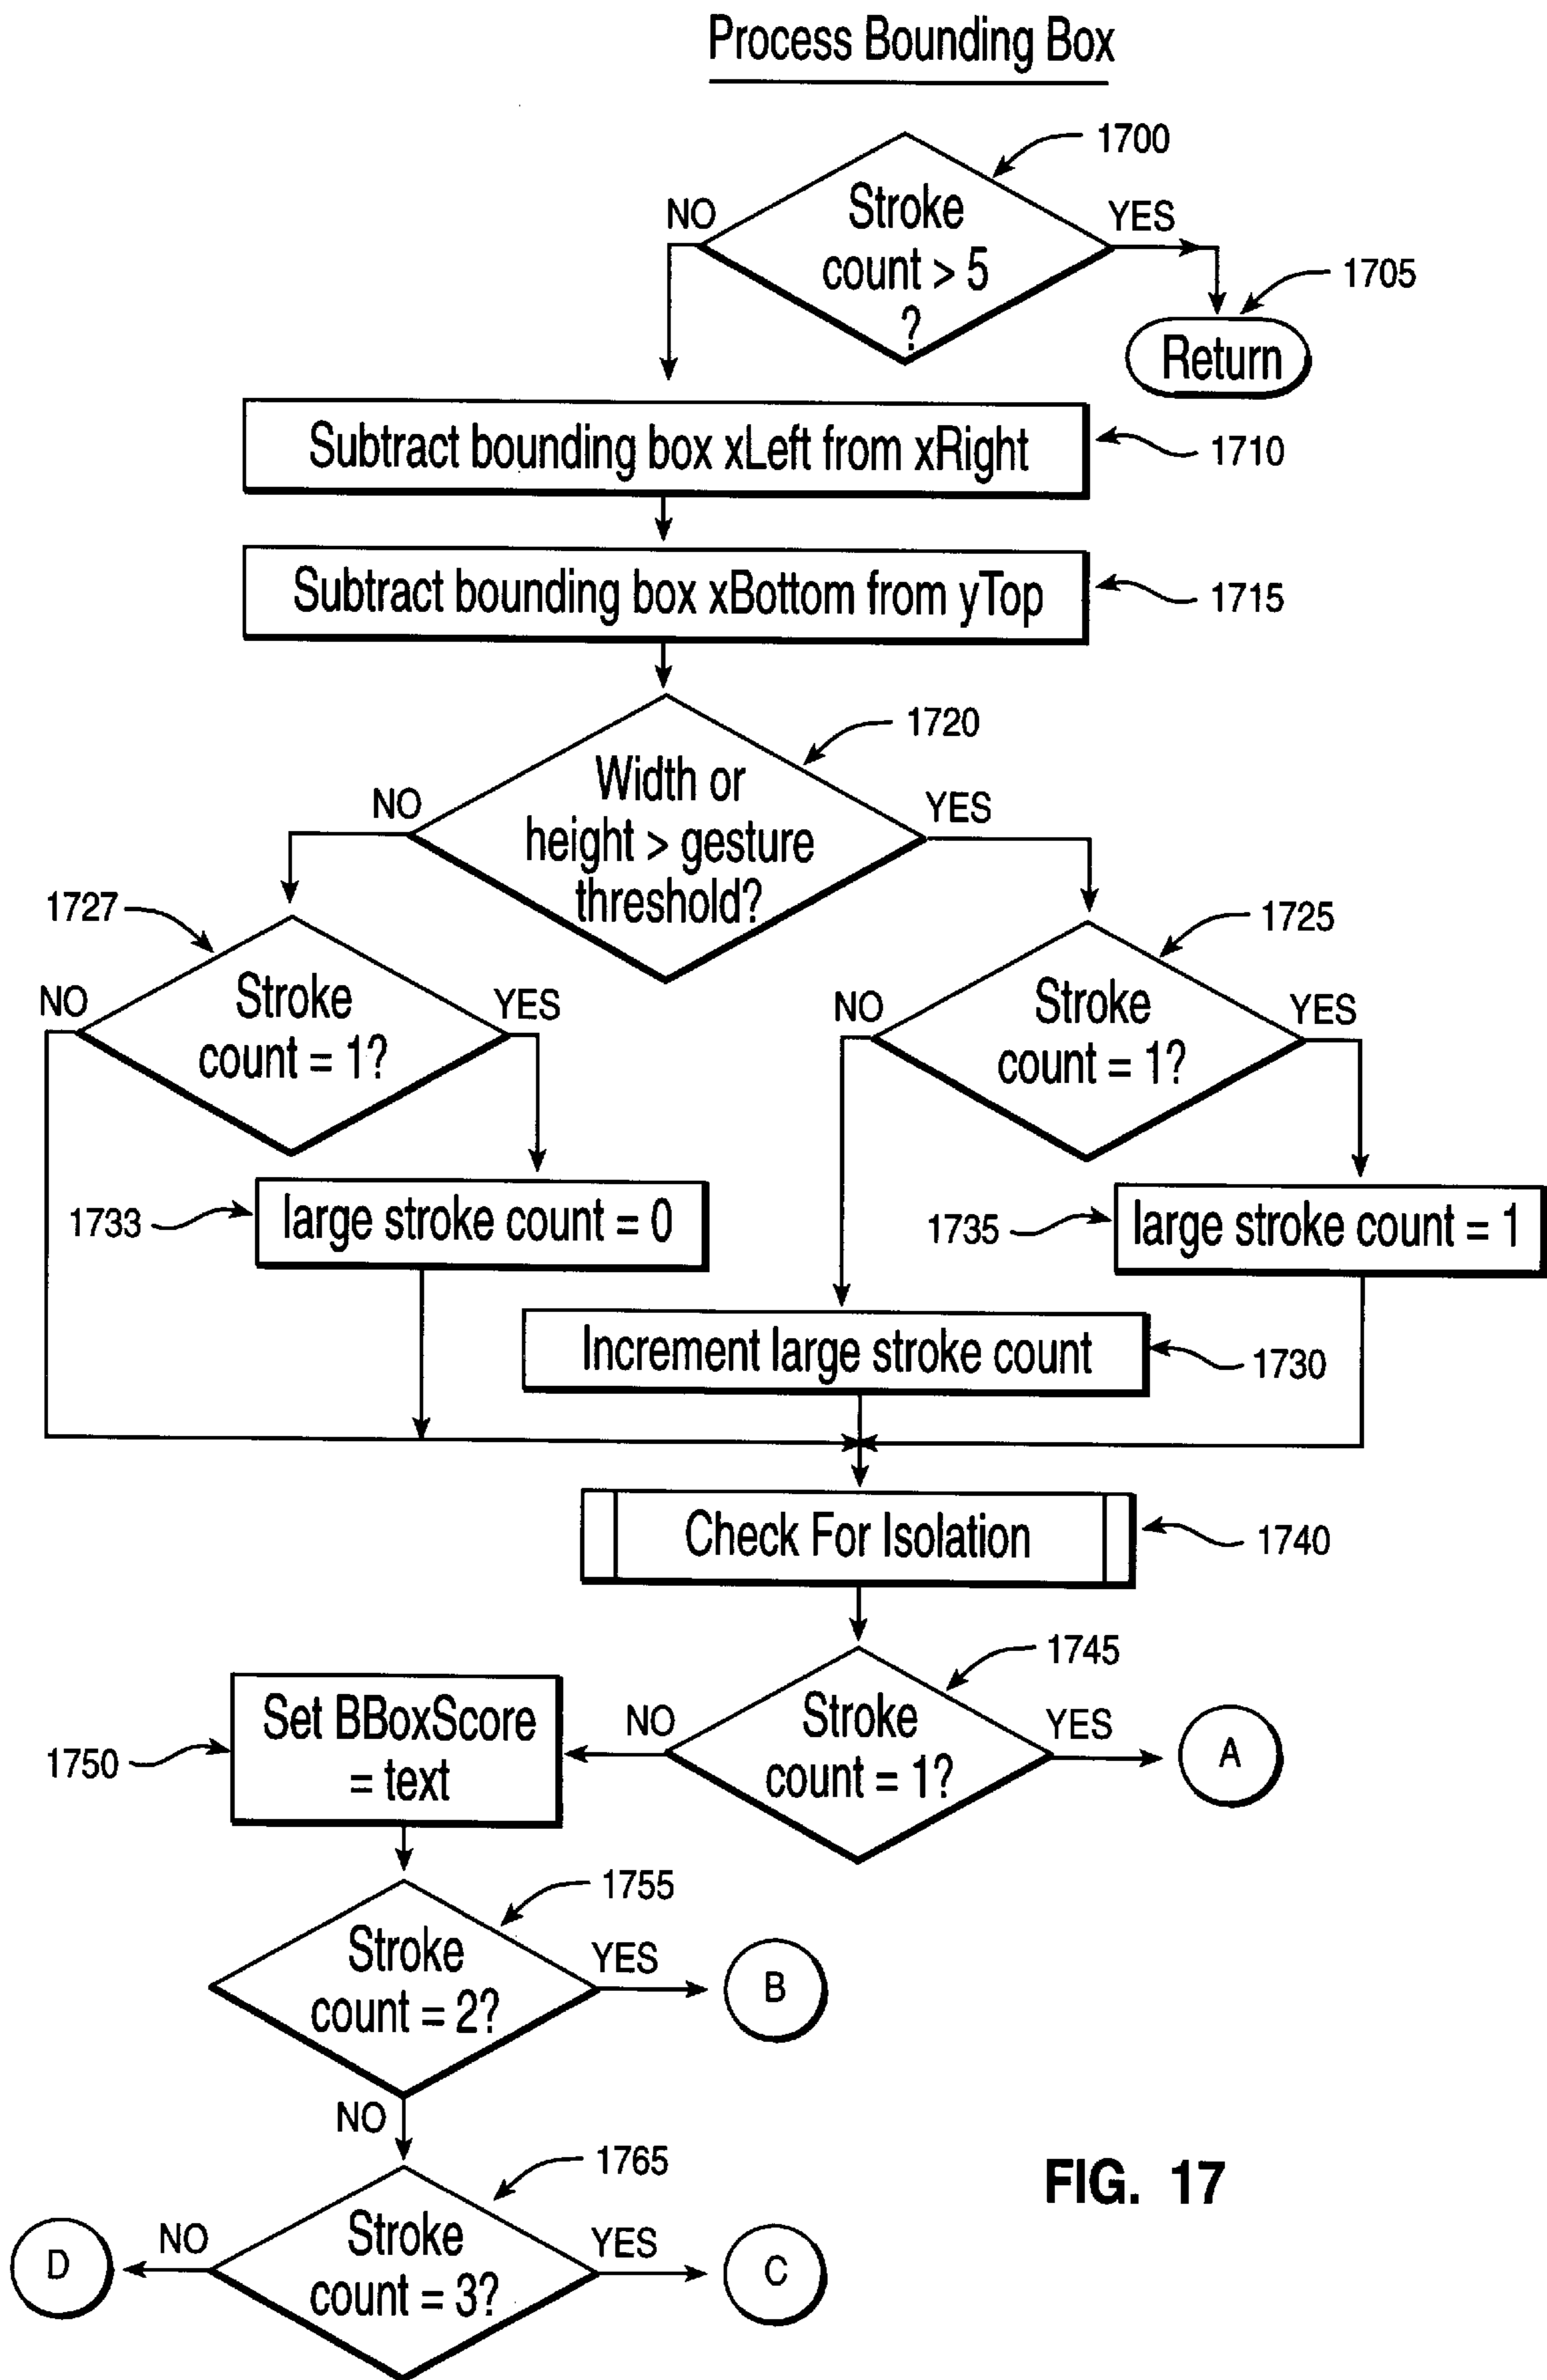 Process Bounding Box
1700
Stroke
count > 5
?
NO
YES
1705
Return
Subtract bounding box xLeft from xRight
1710
Subtract bounding box xBottom from yTop
1715
1720
Width or
height > gesture
threshold?
NO
YES
1727
Stroke
count = 1?
NO
YES
1725
Stroke
count = 1?
NO
YES
1733
large stroke count = 0
1735
large stroke count = 1
Increment large stroke count
1730
Check For Isolation
1740
1745
Stroke
count = 1?
NO
YES
A
1750
Set BBoxScore
= text
1755
Stroke
count = 2?
YES
B
NO
1765
Stroke
count = 3?
NO
D
YES
C
FIG. 17